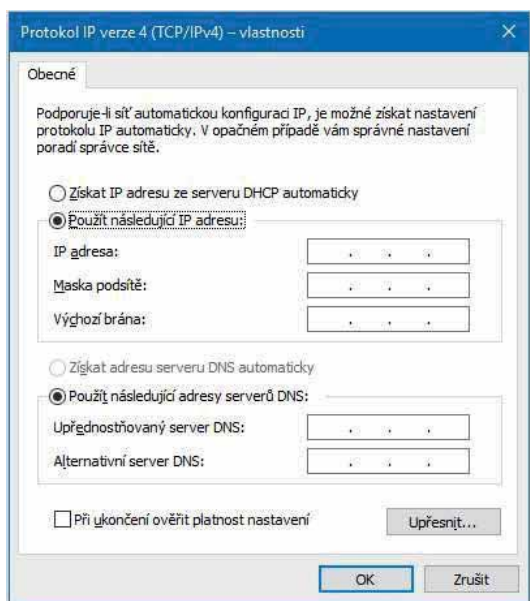 Protokol IP verze 4 (TCP/IPv4) – vlastnosti
Obecné
Podporuje-li síť automatickou konfiguraci IP, je možné získat nastavení
protokolu IP automaticky. V opačném případě vám správné nastavení
poradí správce sítě.
Získat IP adresu ze serveru DHCP automaticky
Použít následující IP adresu:
IP adresa:
Maska podsítě:
Výchozí brána:
Získat adresu serveru DNS automaticky
Použít následující adresy serverů DNS:
Upřednostňovaný server DNS:
Alternativní server DNS:
Při ukončení ověřit platnost nastavení
Upřesnit...
OK
Zrušit